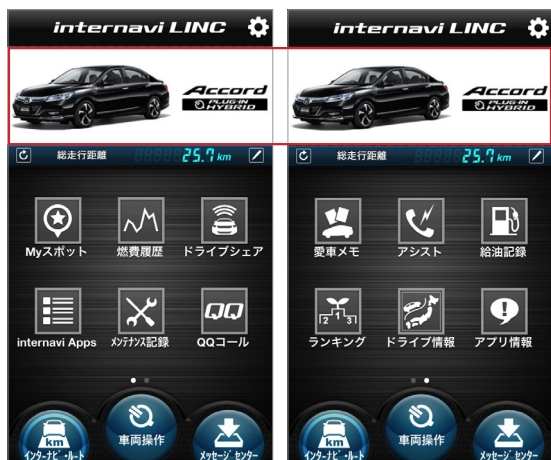 internavi LINC
Accord
PLUG-IN
HYBRID
総走行距離 25.7 km
Myスポット 燃費履歴 ドライブシェア
internavi Apps メンテナンス記録 QQ QQコール
km
インターナビ・ルート
車両操作
メッセージ センター
internavi LINC
Accord
PLUG-IN
HYBRID
総走行距離 25.7 km
愛車メモ アシスト 給油記録
2 1 3
ランキング ドライブ情報 アプリ情報
km
インターナビ・ルート
車両操作
メッセージ センター